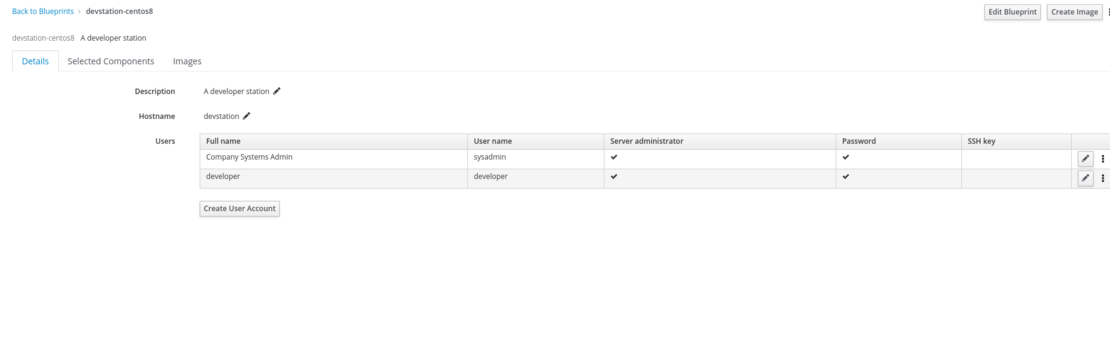 Back to Blueprints › devstation-centos8 Edit Blueprint Create Image
devstation-centos8 A developer station
Details Selected Components Images
Description A developer station
Hostname devstation
Users Full name User name Server administrator Password SSH key
Company Systems Admin sysadmin ✔ ✔
developer developer ✔ ✔
Create User Account